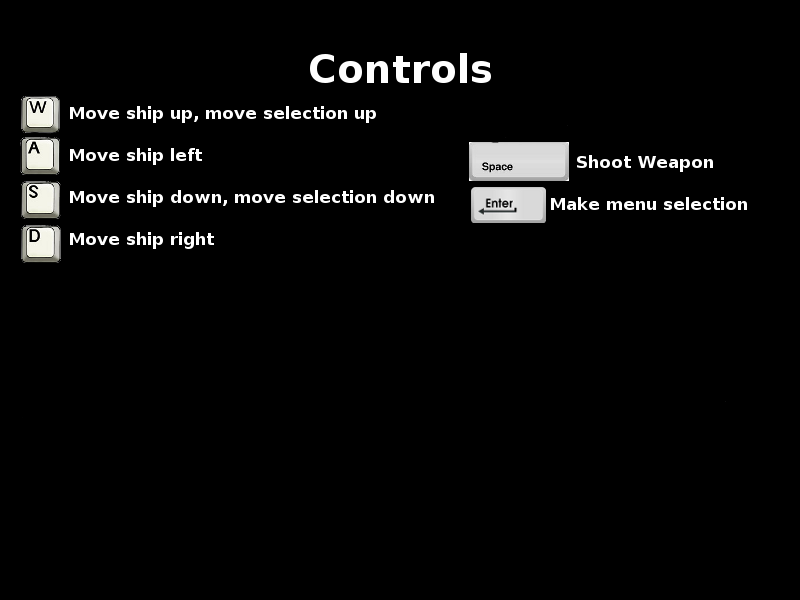 Controls
W Move ship up, move selection up
A Move ship left
S Move ship down, move selection down
D Move ship right
Space Shoot Weapon
Enter Make menu selection